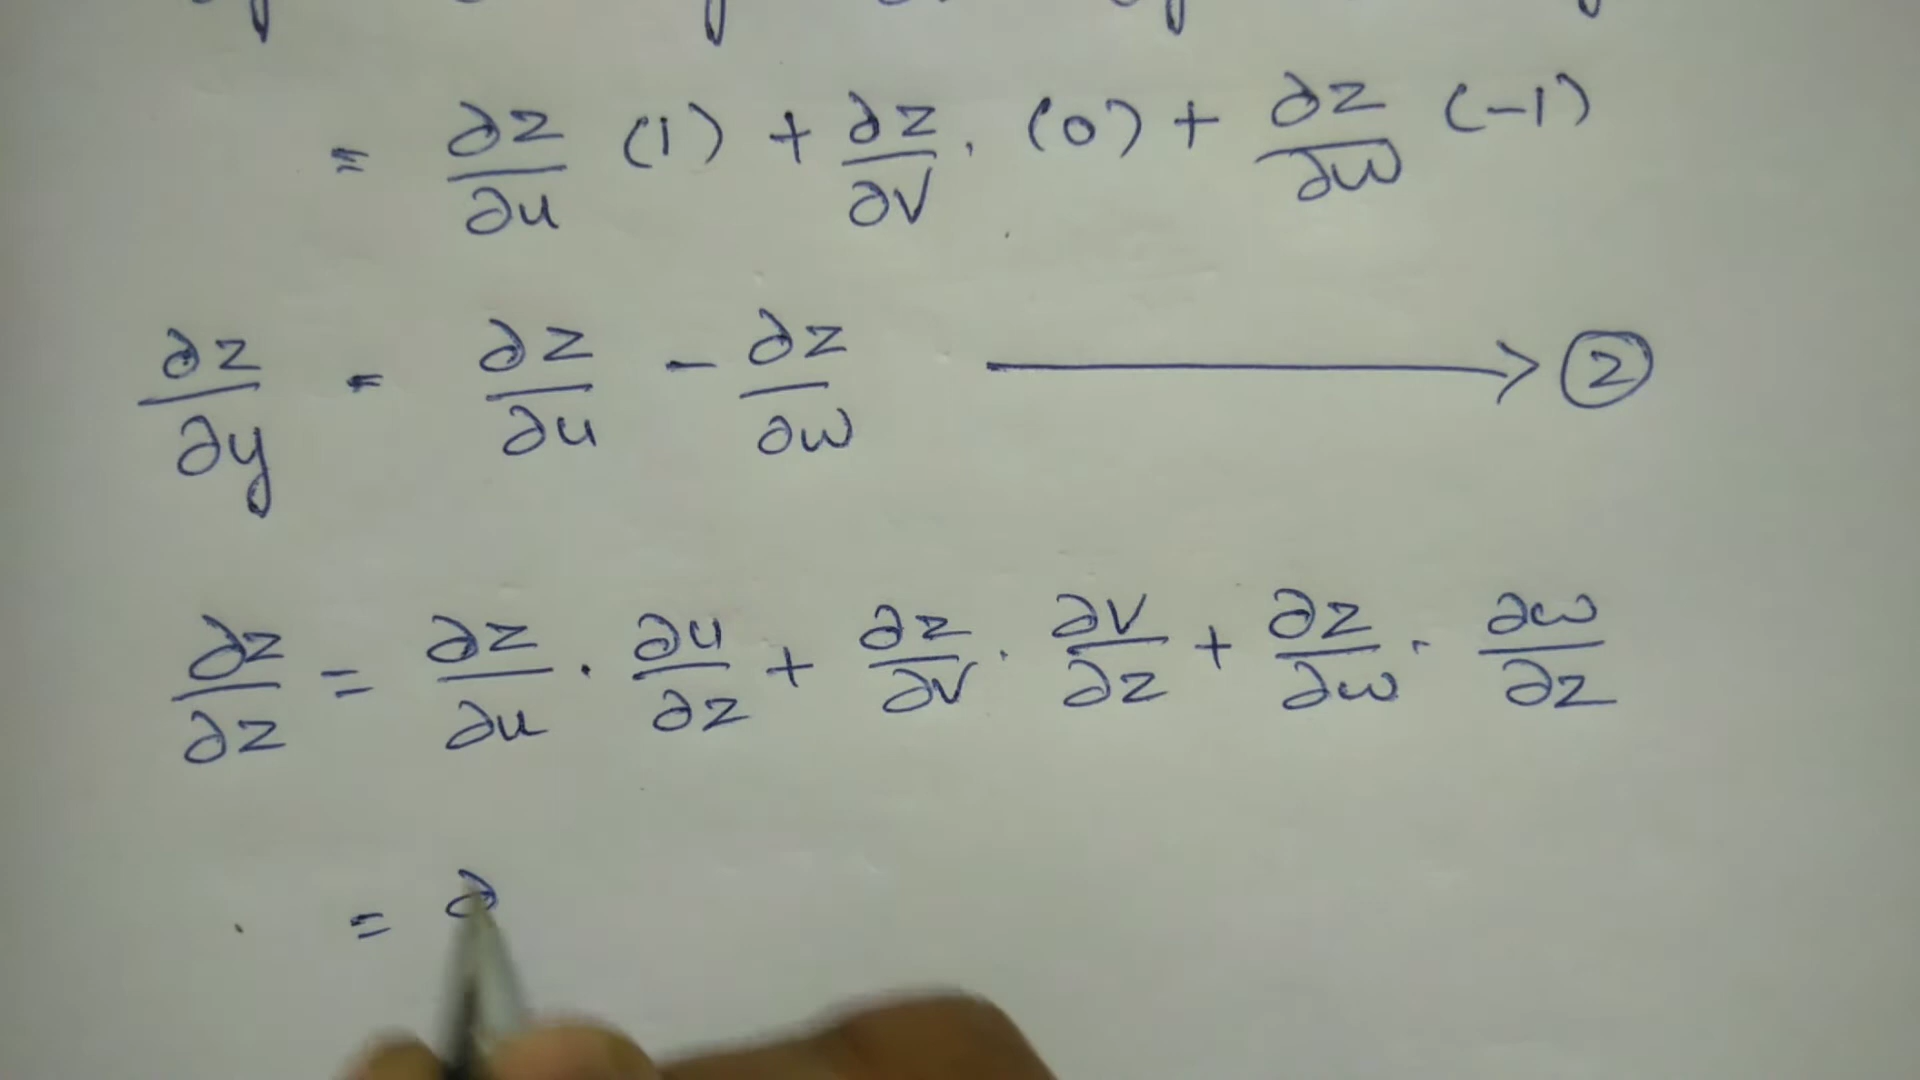 = ∂z/∂u (1) + ∂z/∂v . (0) + ∂z/∂w (-1)
∂z/∂y = ∂z/∂u - ∂z/∂w ⟶ ②
∂z/∂z = ∂z/∂u . ∂u/∂z + ∂z/∂v . ∂v/∂z + ∂z/∂w . ∂w/∂z
= ∂